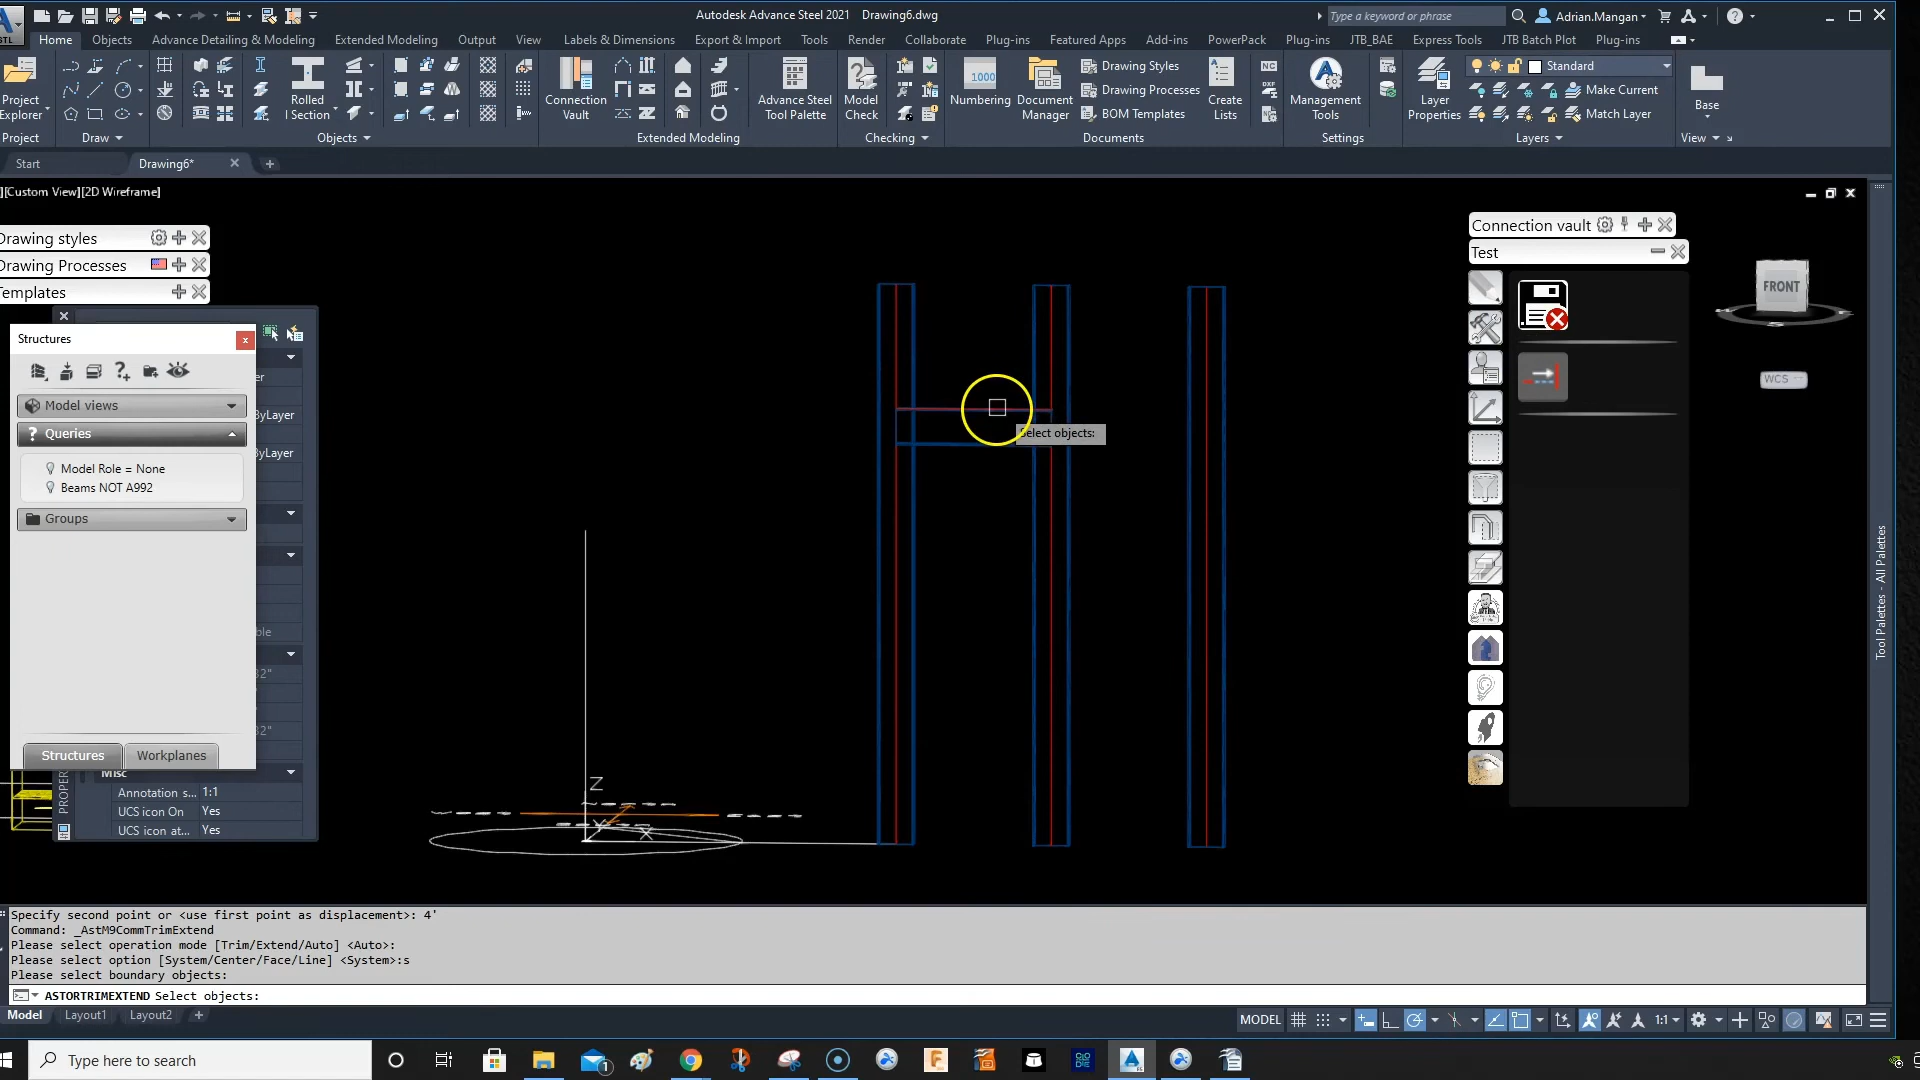 Autodesk Advance Steel 2021 Drawing6.dwg
Type a keyword or phrase
Adrian.Mangan
Home Objects Advance Detailing & Modeling Extended Modeling Output View Labels & Dimensions Export & Import Tools Render Collaborate Plug-ins Featured Apps Add-ins PowerPack Plug-ins JTB_BAE Express Tools JTB Batch Plot Plug-ins
Project
Explorer
Rolled
I Section
Connection
Vault
Advance Steel
Tool Palette
Model
Check
1000
Numbering
Document
Manager
Drawing Styles
Drawing Processes
BOM Templates
Create
Lists
NC
DXF
Management
Tools
Layer
Properties
Standard
Make Current
Match Layer
Base
Project Draw Objects Extended Modeling Checking Documents Settings Layers View
Start Drawing6*
][Custom View][2D Wireframe]
Drawing styles
Drawing Processes
Templates
Structures
Model views
Queries
Model Role = None
Beams NOT A992
Groups
Structures Workplanes
er
ByLayer
ByLayer
ble
32"
32"
Misc
Annotation s... 1:1
UCS icon On Yes
UCS icon at... Yes
PROPER
Z
Y
X
Select objects:
Connection vault
Test
FRONT
WCS
Tool Palettes - All Palettes
Specify second point or <use first point as displacement>: 4'
Command: _AstM9CommTrimExtend
Please select operation mode [Trim/Extend/Auto] <Auto>:
Please select option [System/Center/Face/Line] <System>:s
Please select boundary objects:
ASTORTRIMEXTEND Select objects:
Model Layout1 Layout2
MODEL
1:1
Type here to search
1